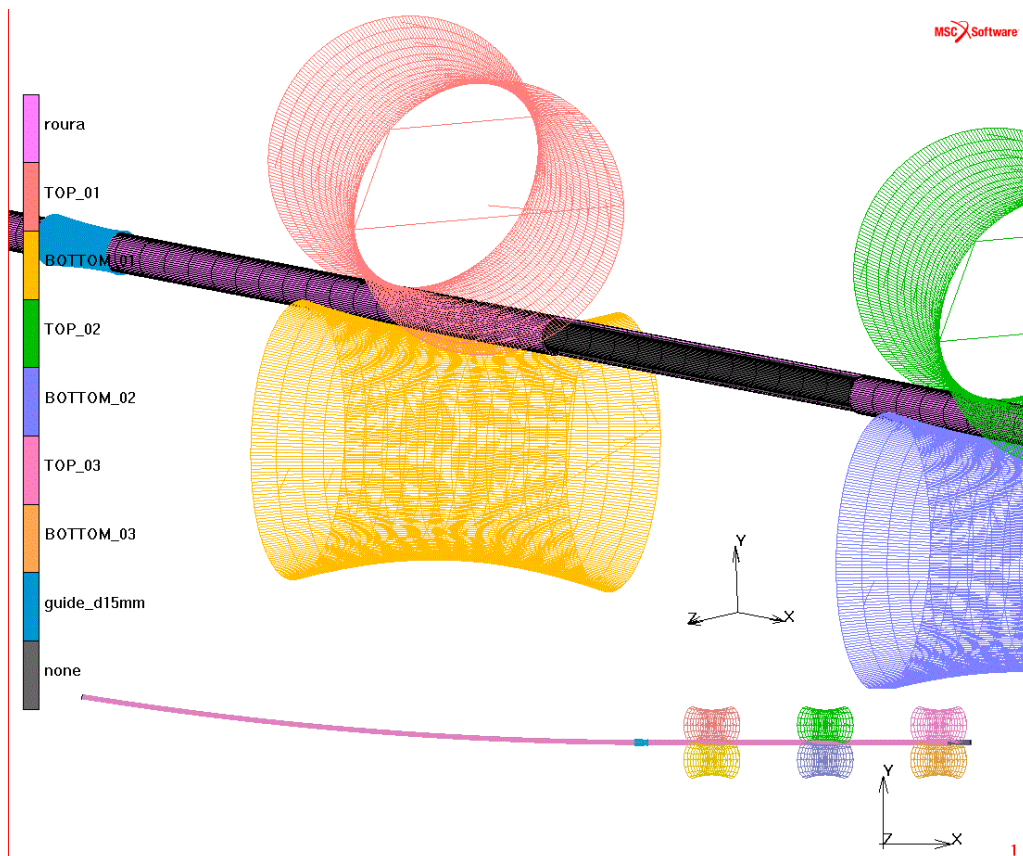 MSC Software
roura
TOP_01
BOTTOM_01
TOP_02
BOTTOM_02
TOP_03
BOTTOM_03
guide_d15mm
none
Y
Z
X
Y
Z
X
1